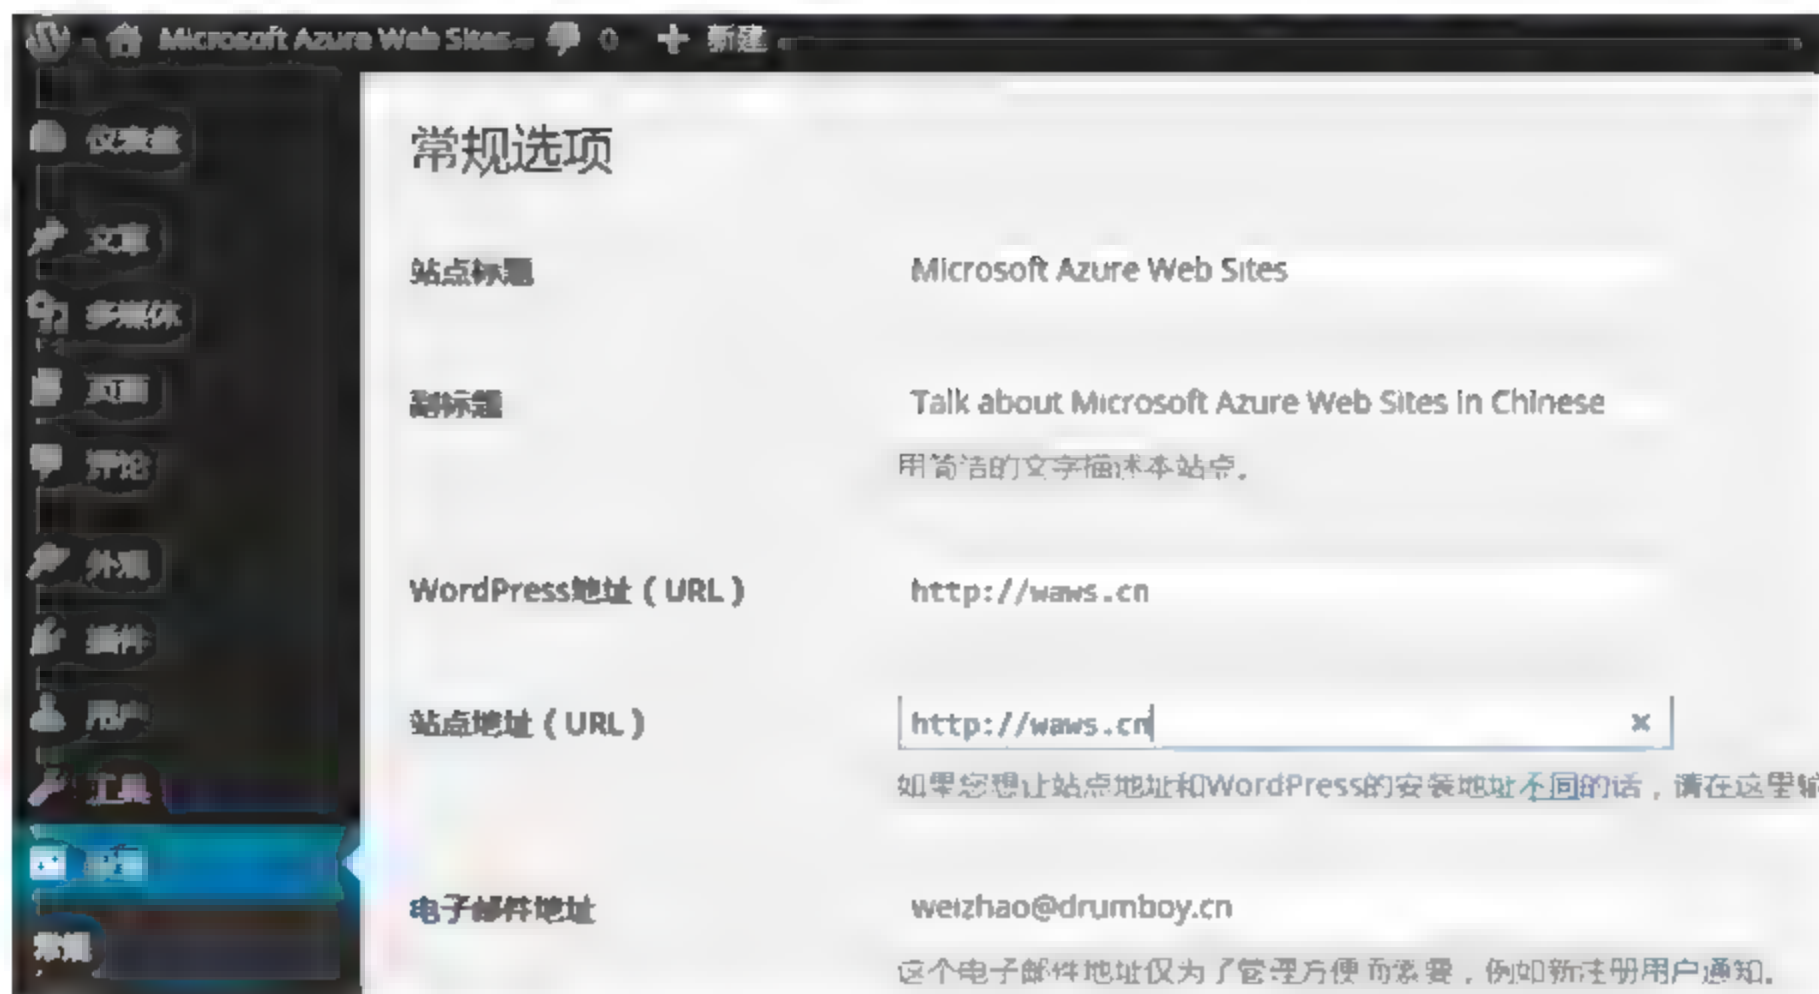 Microsoft Azure Web Sites 0 新建
仪表盘
文章
多媒体
页面
评论
外观
插件
用户
工具
设置
常规
常规选项
站点标题 Microsoft Azure Web Sites
副标题 Talk about Microsoft Azure Web Sites in Chinese
用简洁的文字描述本站点。
WordPress地址（URL） http://waws.cn
站点地址（URL） http://waws.cn
如果您想让站点地址和WordPress的安装地址不同的话，请在这里输
电子邮件地址 weizhao@drumboy.cn
这个电子邮件地址仅为了管理方便而索要，例如新注册用户通知。